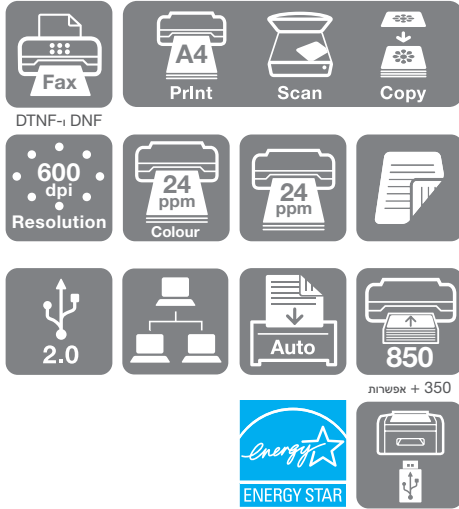 Fax
A4
Print
Scan
Copy
DNF ו-DTNF
600
dpi
Resolution
24
ppm
Colour
24
ppm
2.0
Auto
850
350 + אפשרות
energy
ENERGY STAR